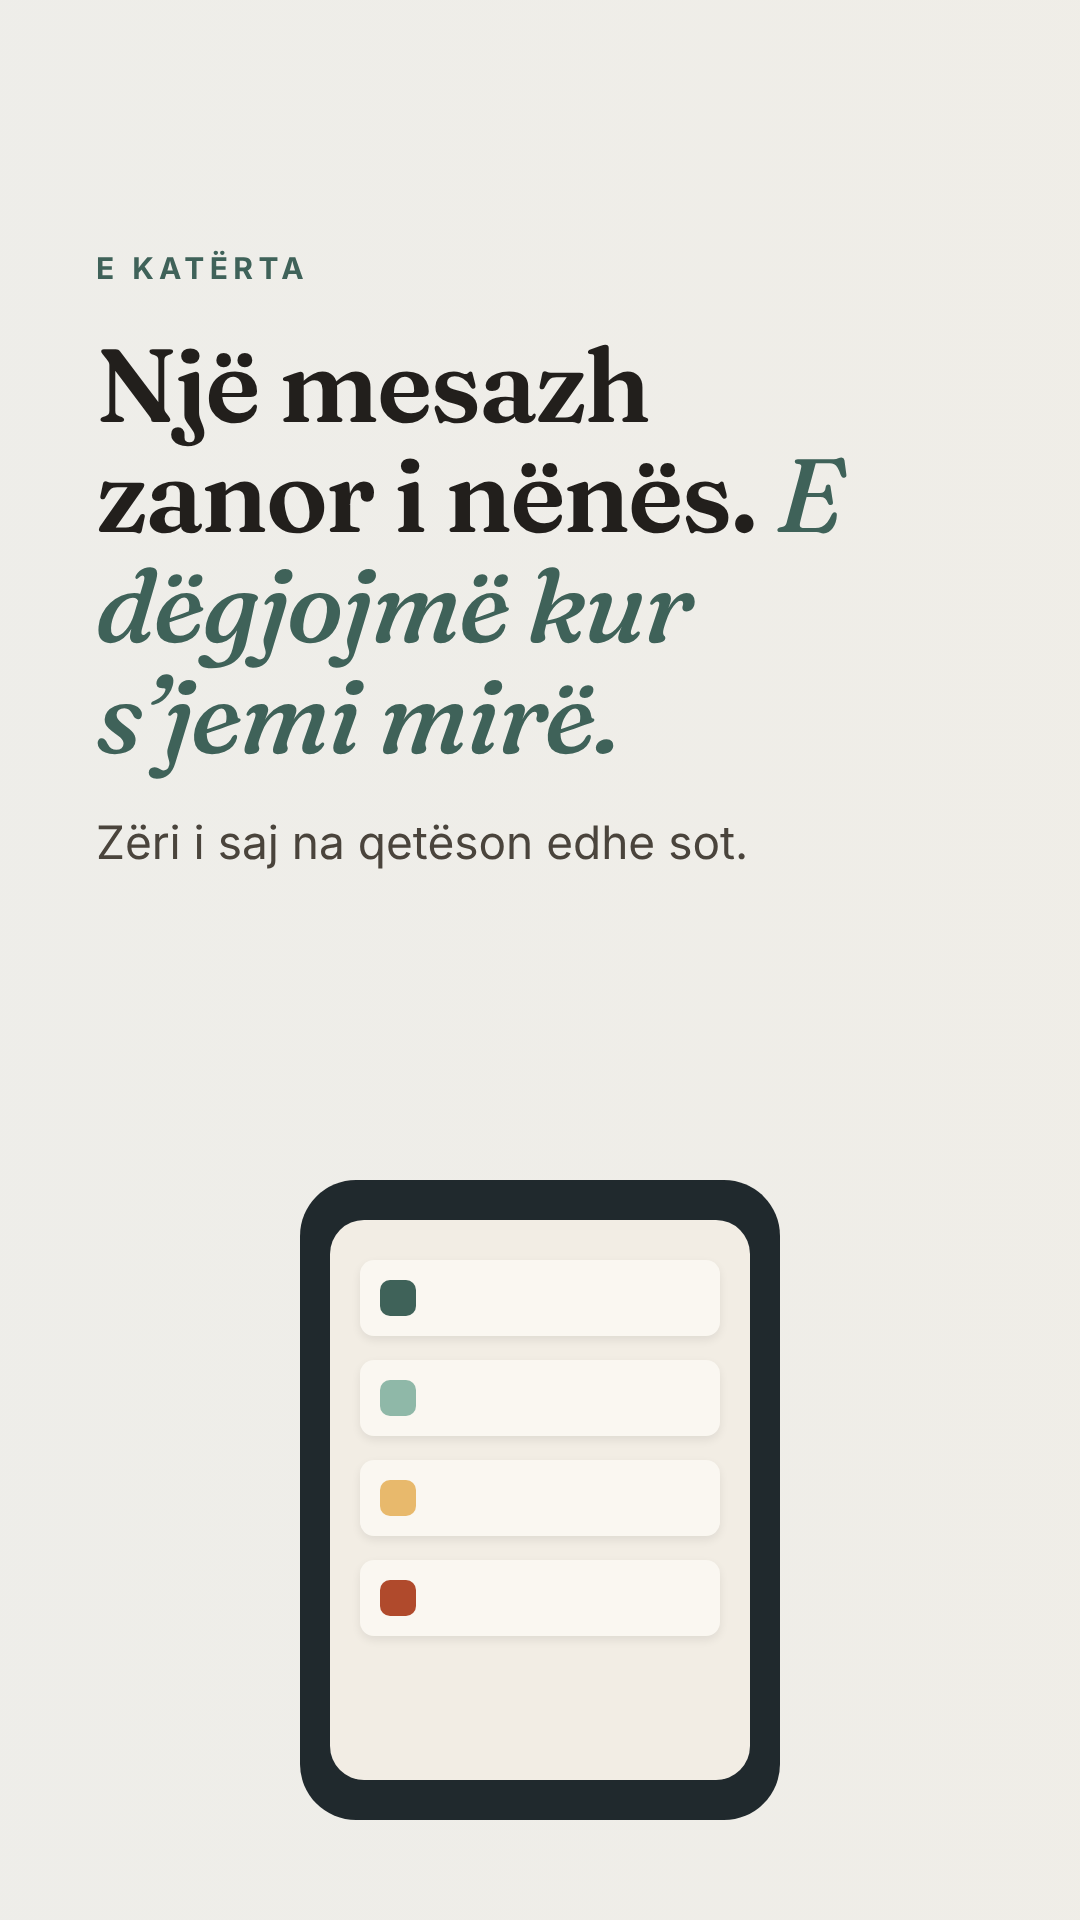 E KATËRTA
Një mesazh
zanor i nënës. E
dëgjojmë kur
s’jemi mirë.
Zëri i saj na qetëson edhe sot.